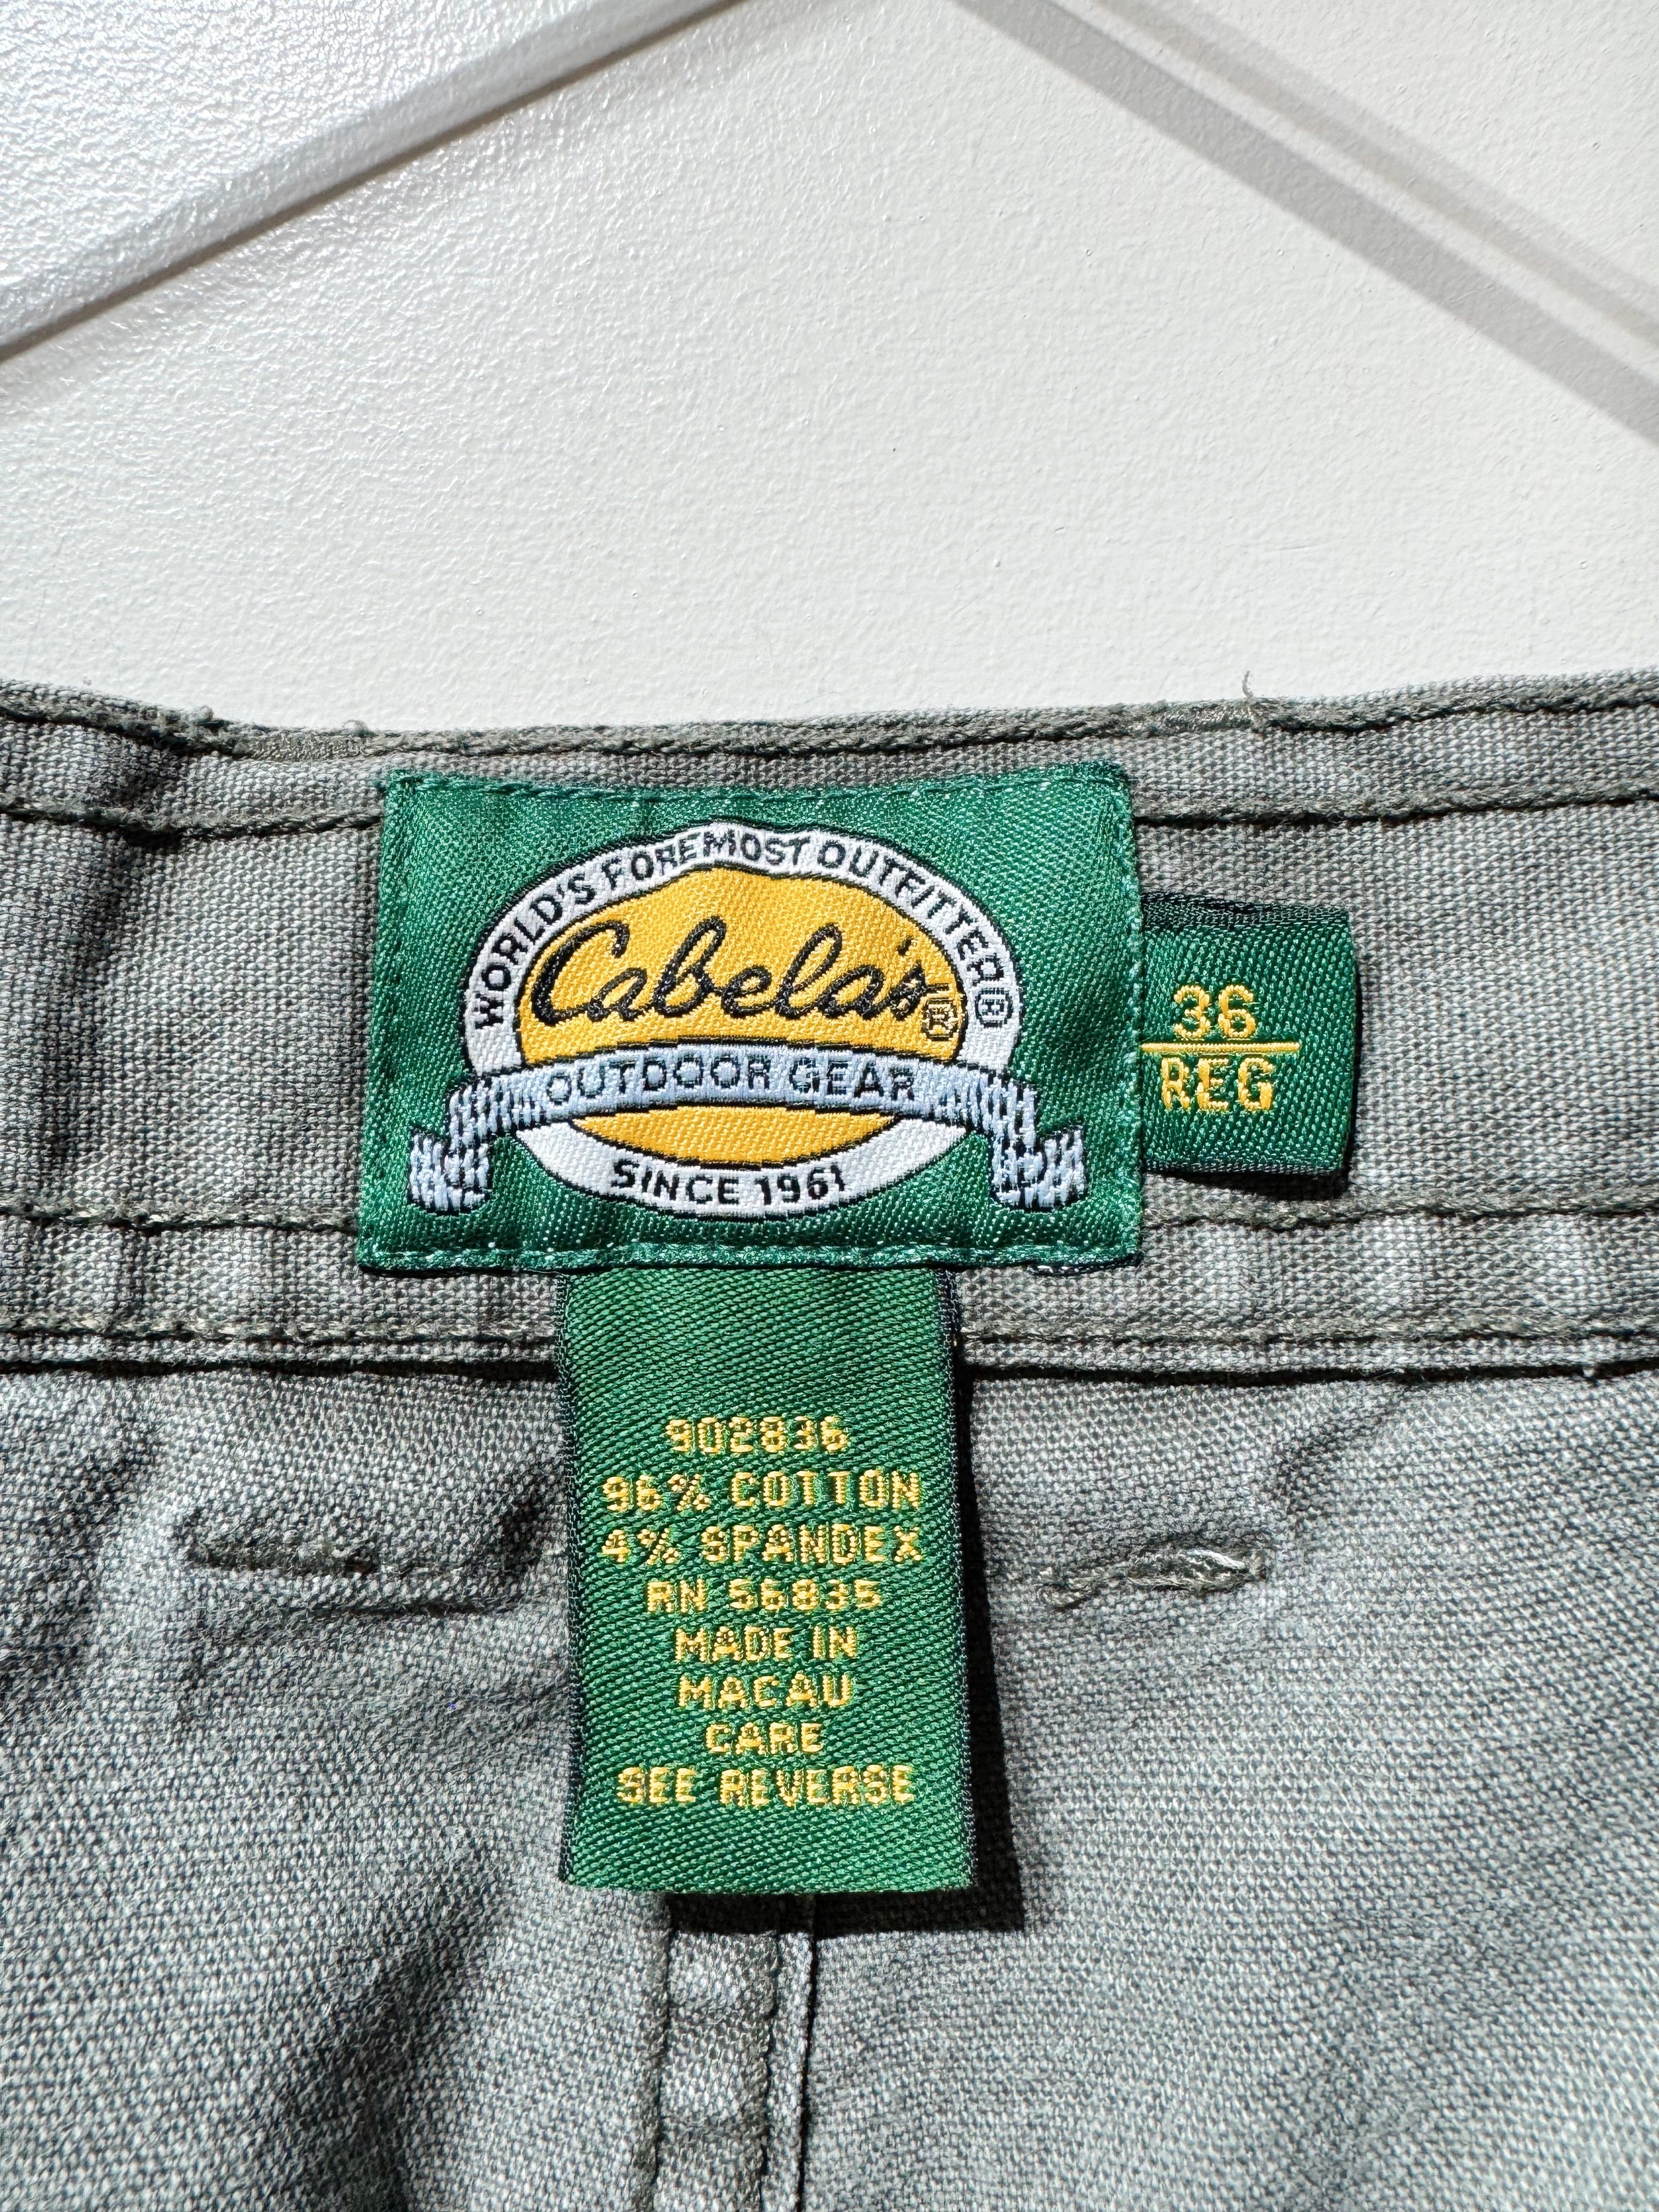 WORLD'S FOREMOST OUTFITTER®
Cabela's®
OUTDOOR GEAR
SINCE 1961
36
REG
902836
96% COTTON
4% SPANDEX
RN 56835
MADE IN
MACAU
CARE
SEE REVERSE